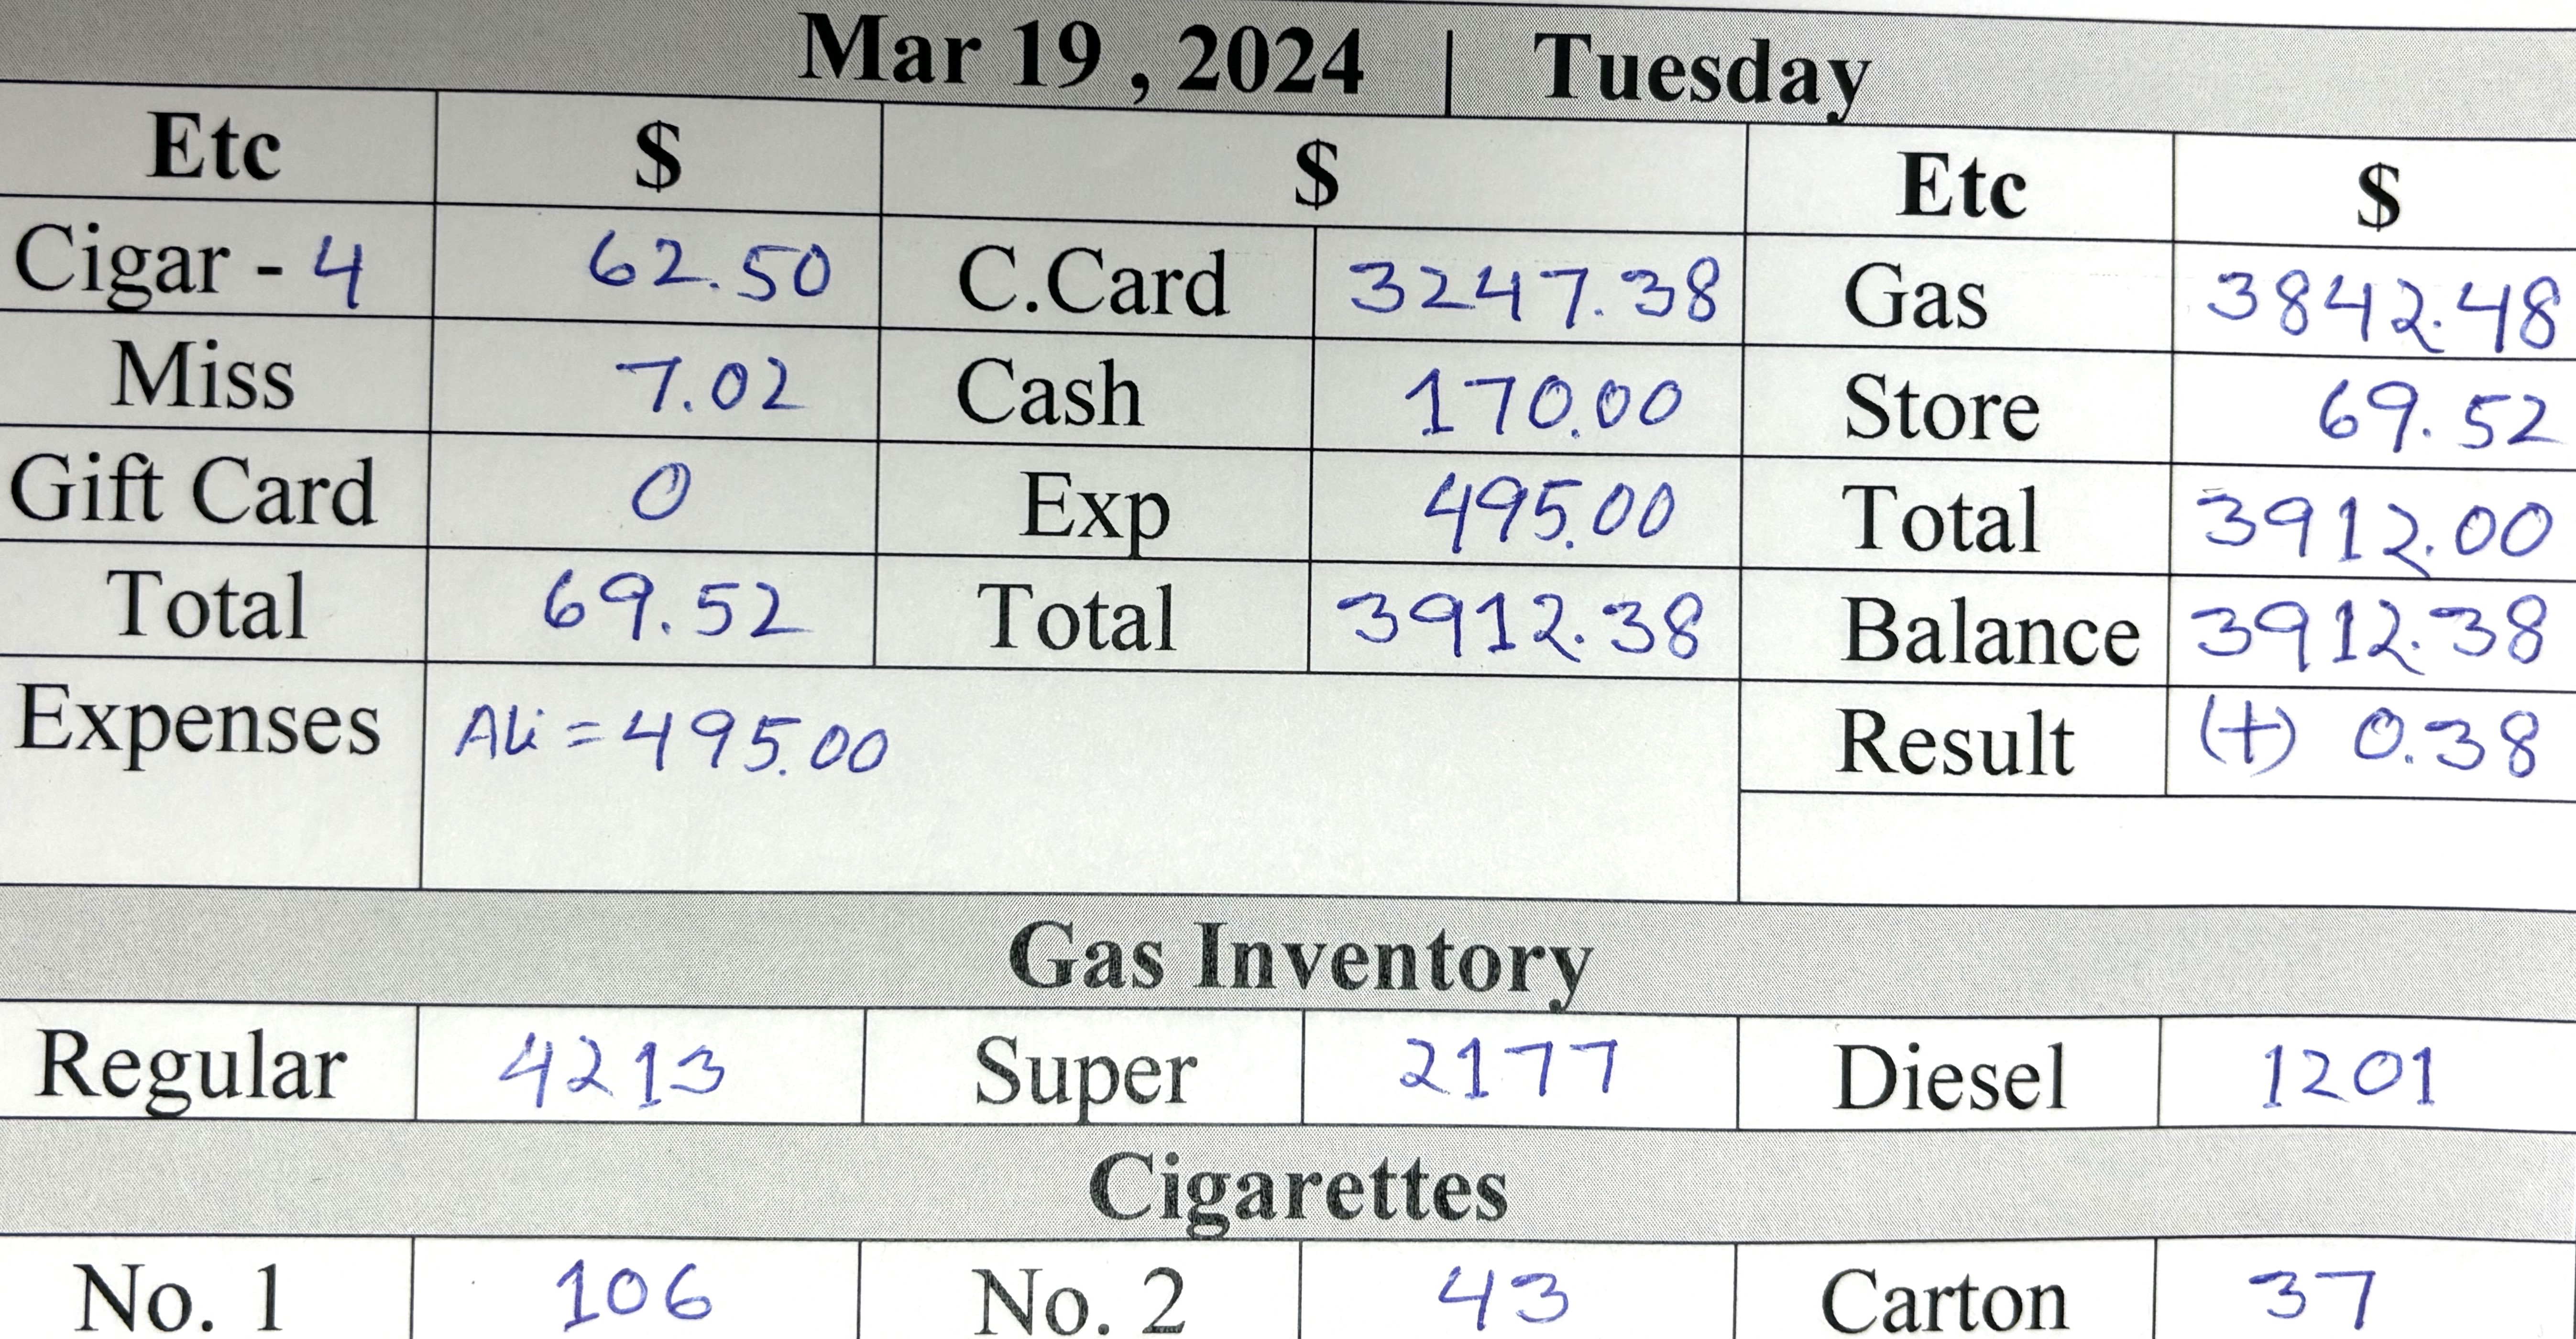 Mar 19 , 2024 | Tuesday
Etc $ $ Etc $
Cigar - 4 62.50 C.Card 3247.38 Gas 3842.48
Miss 7.02 Cash 170.00 Store 69.52
Gift Card 0 Exp 495.00 Total 3912.00
Total 69.52 Total 3912.38 Balance 3912.38
Expenses Ali = 495.00 Result (+) 0.38
Gas Inventory
Regular 4213 Super 2177 Diesel 1201
Cigarettes
No. 1 106 No. 2 43 Carton 37